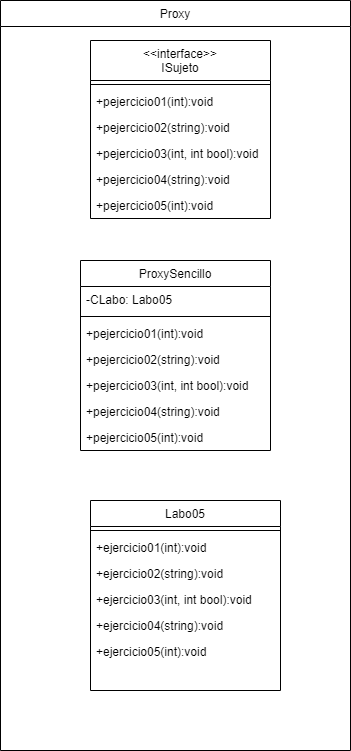 Proxy
<<interface>>
ISujeto
+pejercicio01(int):void
+pejercicio02(string):void
+pejercicio03(int, int bool):void
+pejercicio04(string):void
+pejercicio05(int):void
ProxySencillo
-CLabo: Labo05
+pejercicio01(int):void
+pejercicio02(string):void
+pejercicio03(int, int bool):void
+pejercicio04(string):void
+pejercicio05(int):void
Labo05
+ejercicio01(int):void
+ejercicio02(string):void
+ejercicio03(int, int bool):void
+ejercicio04(string):void
+ejercicio05(int):void